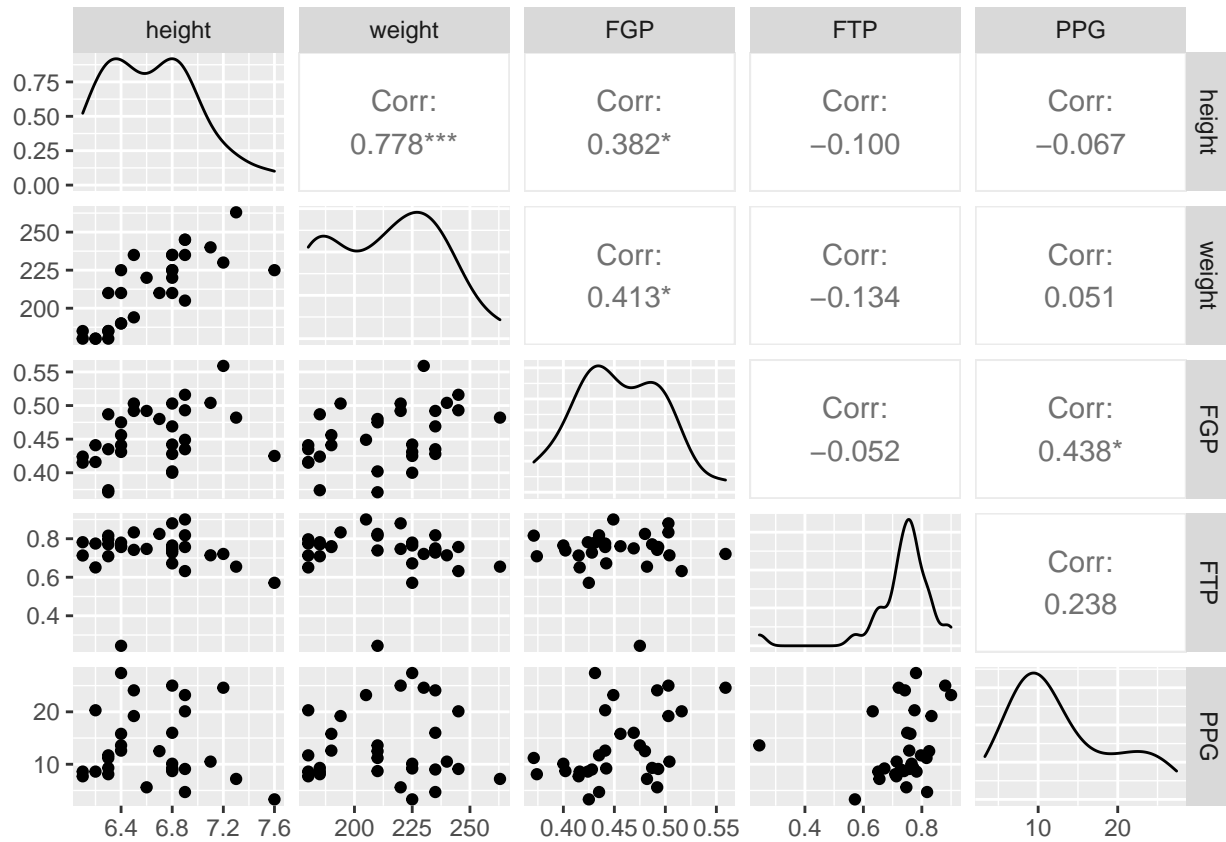 height weight FGP FTP PPG
0.75
0.50
0.25
0.00
Corr:
0.778***
Corr:
0.382*
Corr:
−0.100
Corr:
−0.067
height
250
225
200
Corr:
0.413*
Corr:
−0.134
Corr:
0.051
weight
0.55
0.50
0.45
0.40
Corr:
−0.052
Corr:
0.438*
FGP
0.8
0.6
0.4
Corr:
0.238
FTP
20
10
PPG
6.4 6.8 7.2 7.6 200 225 250 0.40 0.45 0.50 0.55 0.4 0.6 0.8 10 20